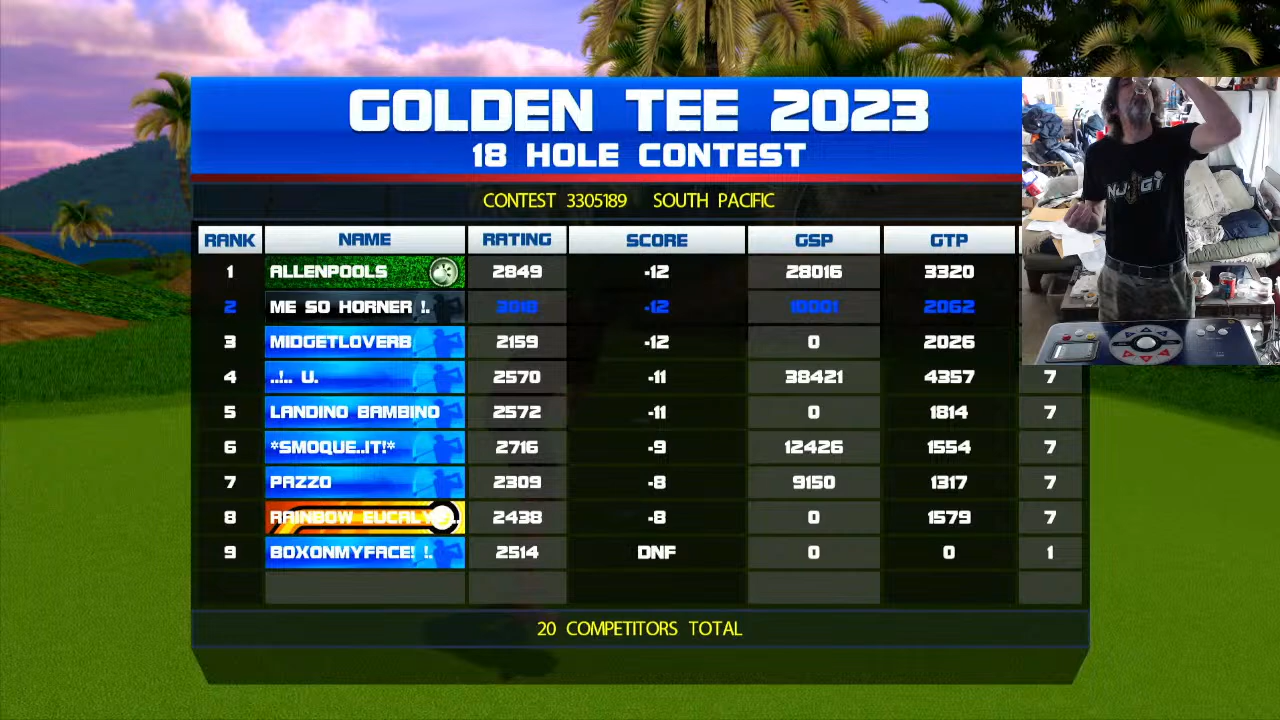 GOLDEN TEE 2023
18 HOLE CONTEST
CONTEST 3305189 SOUTH PACIFIC
RANK NAME RATING SCORE GSP GTP
1 ALLENPOOLS 2849 -12 28016 3320
2 ME SO HORNER !. 3018 -12 10001 2062
3 MIDGETLOVERB 2159 -12 0 2026
4 ..!.. U. 2570 -11 38421 4357 7
5 LANDINO BAMBINO 2572 -11 0 1814 7
6 *SMOQUE..IT!* 2716 -9 12426 1554 7
7 PAZZO 2309 -8 9150 1317 7
8 RAINBOW 2438 -8 0 1579 7
9 BOXONMYFACE! !. 2514 DNF 0 0 1
20 COMPETITORS TOTAL